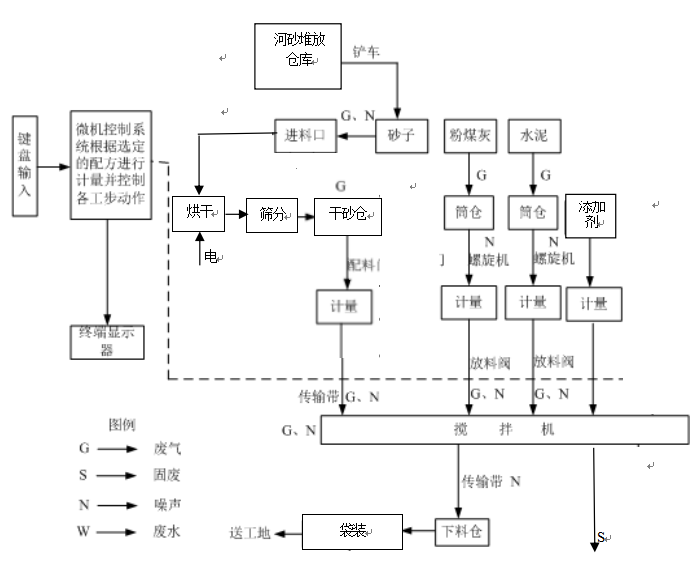 河砂堆放
仓库
铲车
G、N
进料口
砂子
粉煤灰
水泥
键
盘
输
入
微机控制系
统根据选定
的配方进行
计量并控制
各工步动作
G
G
G
烘干
筛分
干砂仓
筒仓
筒仓
添加
剂
电
N
N
配料
螺旋机
螺旋机
计量
计量
计量
计量
终端显示
器
放料阀
放料阀
传输带 G、N
G、N
G、N
图例
G、N
搅 拌 机
G 废气
S 固废
N 噪声
W 废水
传输带 N
送工地
袋装
下料仓
S